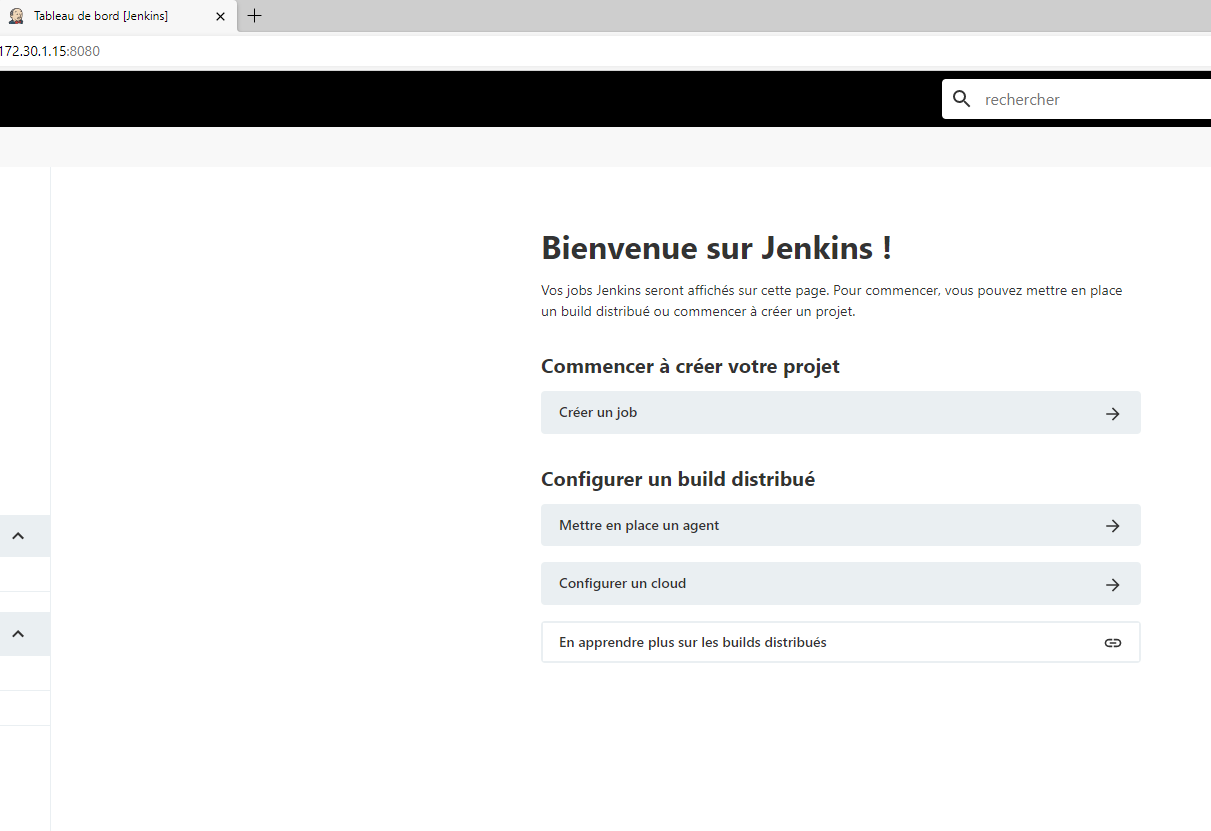 Tableau de bord [Jenkins]
172.30.1.15:8080
rechercher
Bienvenue sur Jenkins !
Vos jobs Jenkins seront affichés sur cette page. Pour commencer, vous pouvez mettre en place
un build distribué ou commencer à créer un projet.
Commencer à créer votre projet
Créer un job
Configurer un build distribué
Mettre en place un agent
Configurer un cloud
En apprendre plus sur les builds distribués